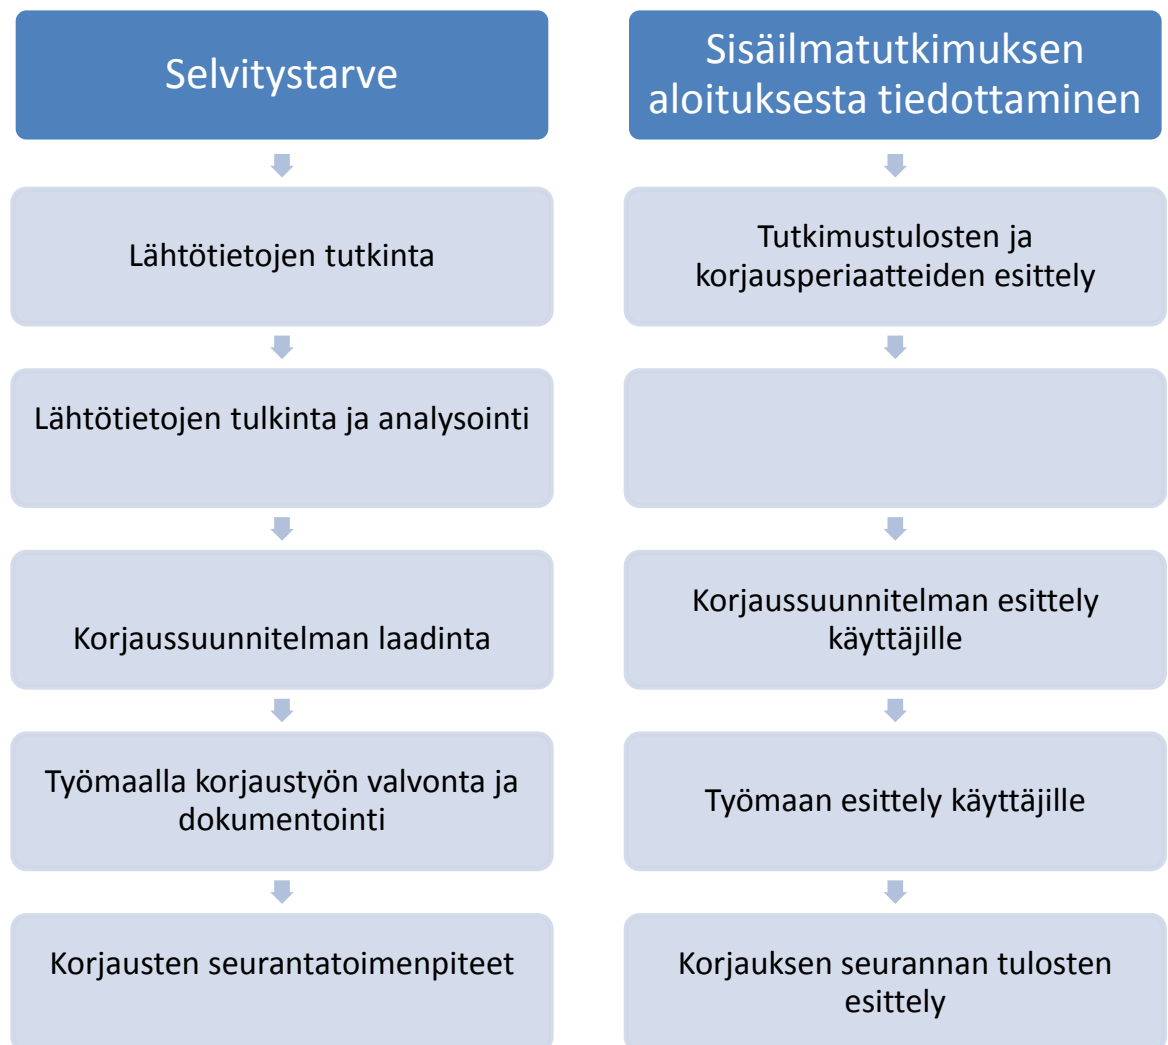 Selvitystarve
Lähtötietojen tutkinta
Lähtötietojen tulkinta ja analysointi
Korjaussuunnitelman laadinta
Työmaalla korjaustyön valvonta ja
dokumentointi
Korjausten seurantatoimenpiteet
Sisäilmatutkimuksen
aloituksesta tiedottaminen
Tutkimustulosten ja
korjausperiaatteiden esittely
Korjaussuunnitelman esittely
käyttäjille
Työmaan esittely käyttäjille
Korjauksen seurannan tulosten
esittely